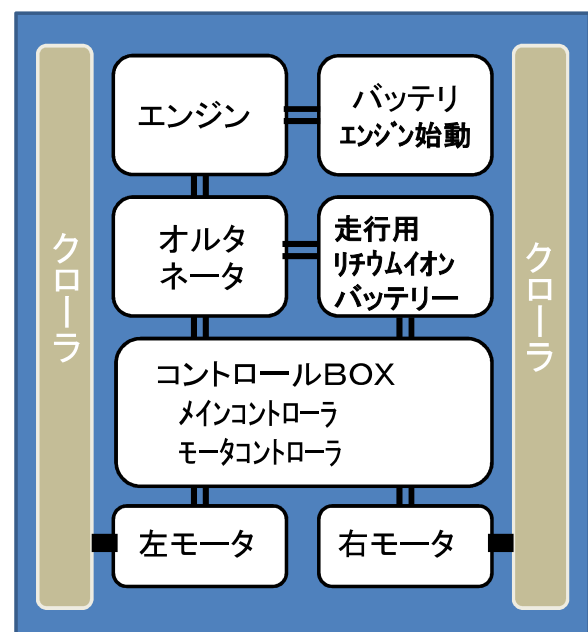 エンジン
バッテリ
エンジン始動
オルタ
ネータ
走行用
リチウムイオン
バッテリー
クローラ
クローラ
コントロールBOX
メインコントローラ
モータコントローラ
左モータ
右モータ